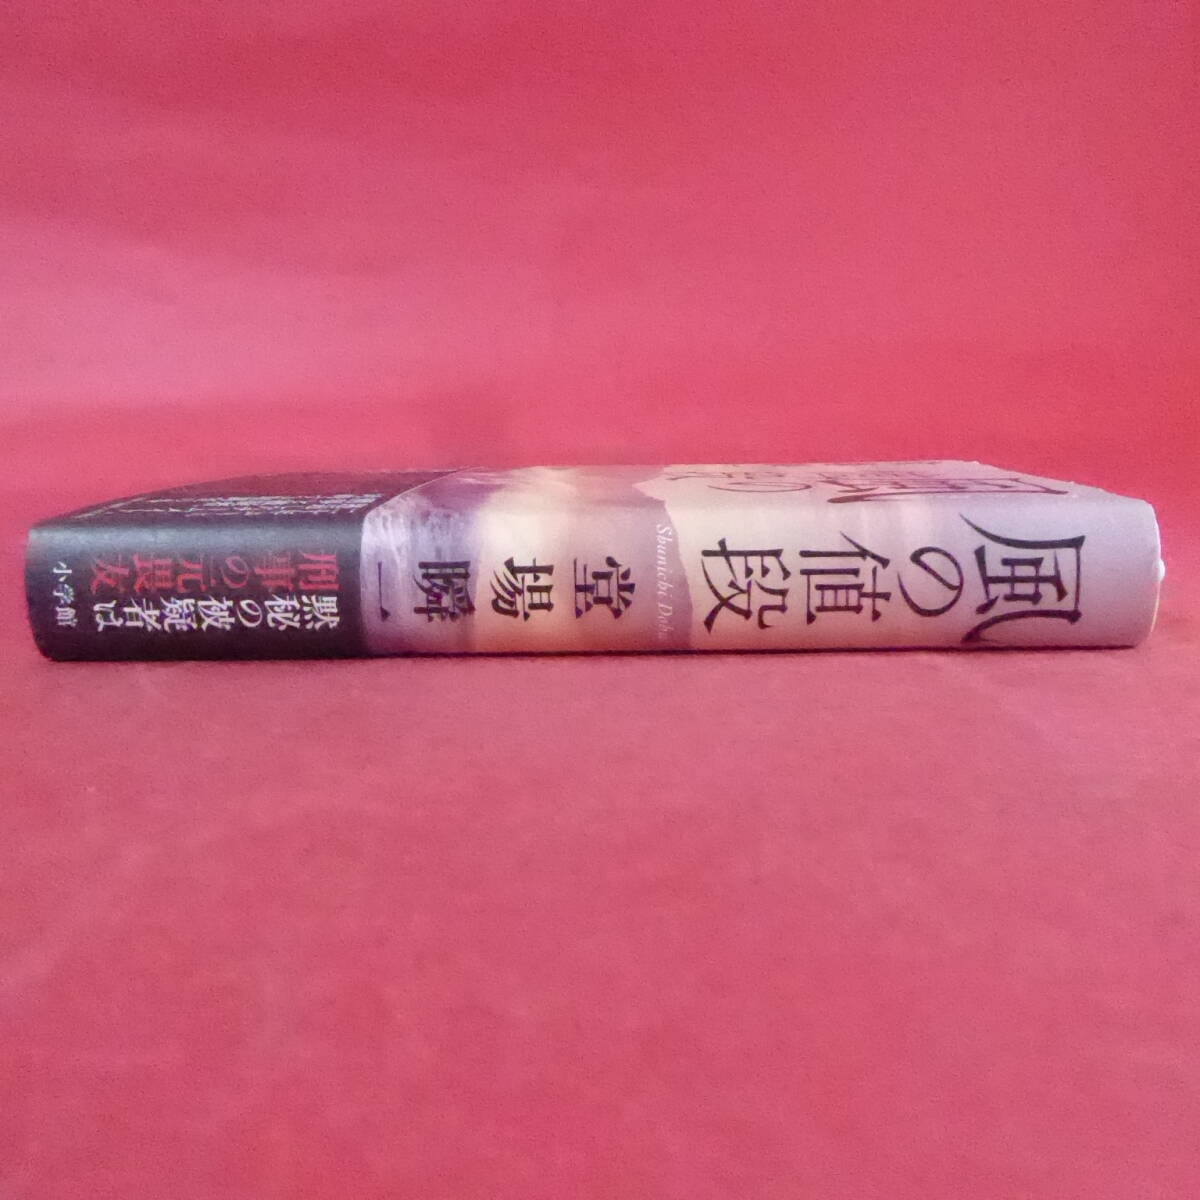 風の値段
堂場瞬一
Shunichi Doba
黙秘の被疑者は
刑事の元親友
小学館